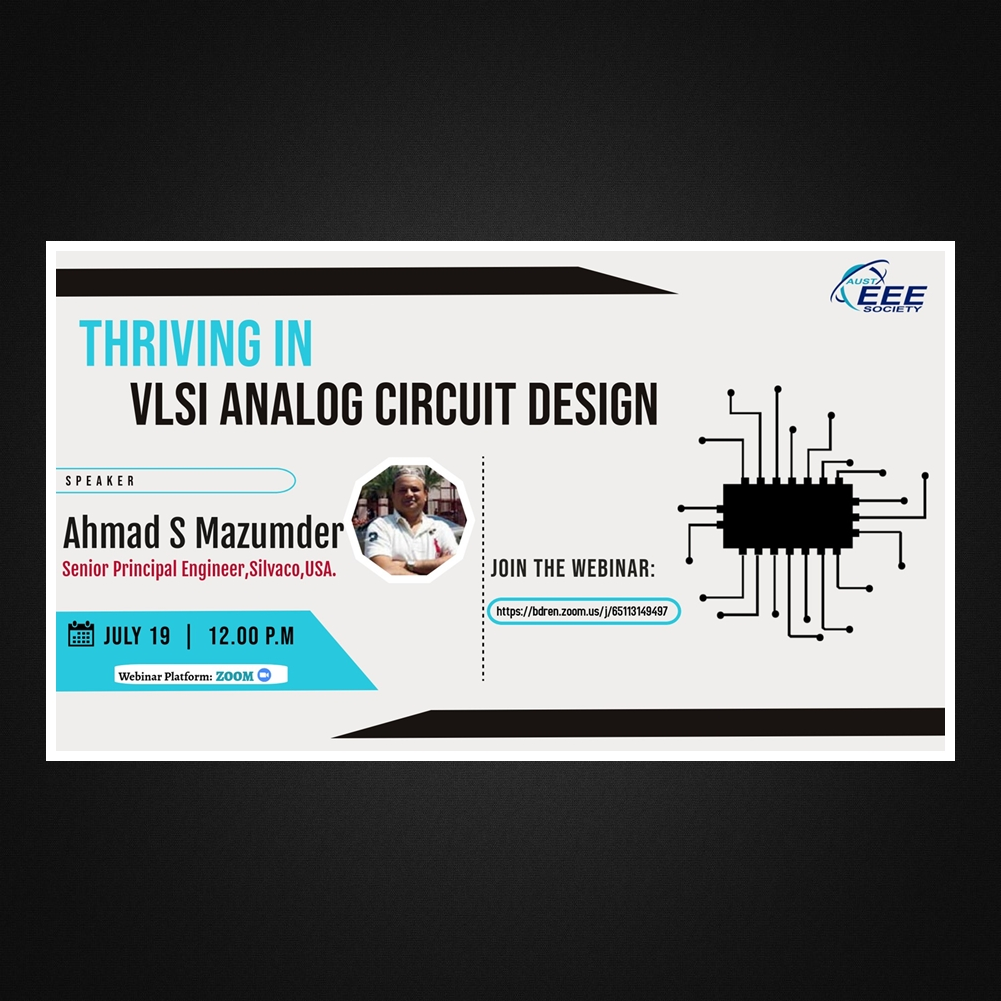 AUST
EEE
SOCIETY
THRIVING IN
VLSI ANALOG CIRCUIT DESIGN
SPEAKER
Ahmad S Mazumder
Senior Principal Engineer,Silvaco,USA.
JULY 19 | 12.00 P.M
Webinar Platform: ZOOM
JOIN THE WEBINAR:
https://bdren.zoom.us/j/65113149497